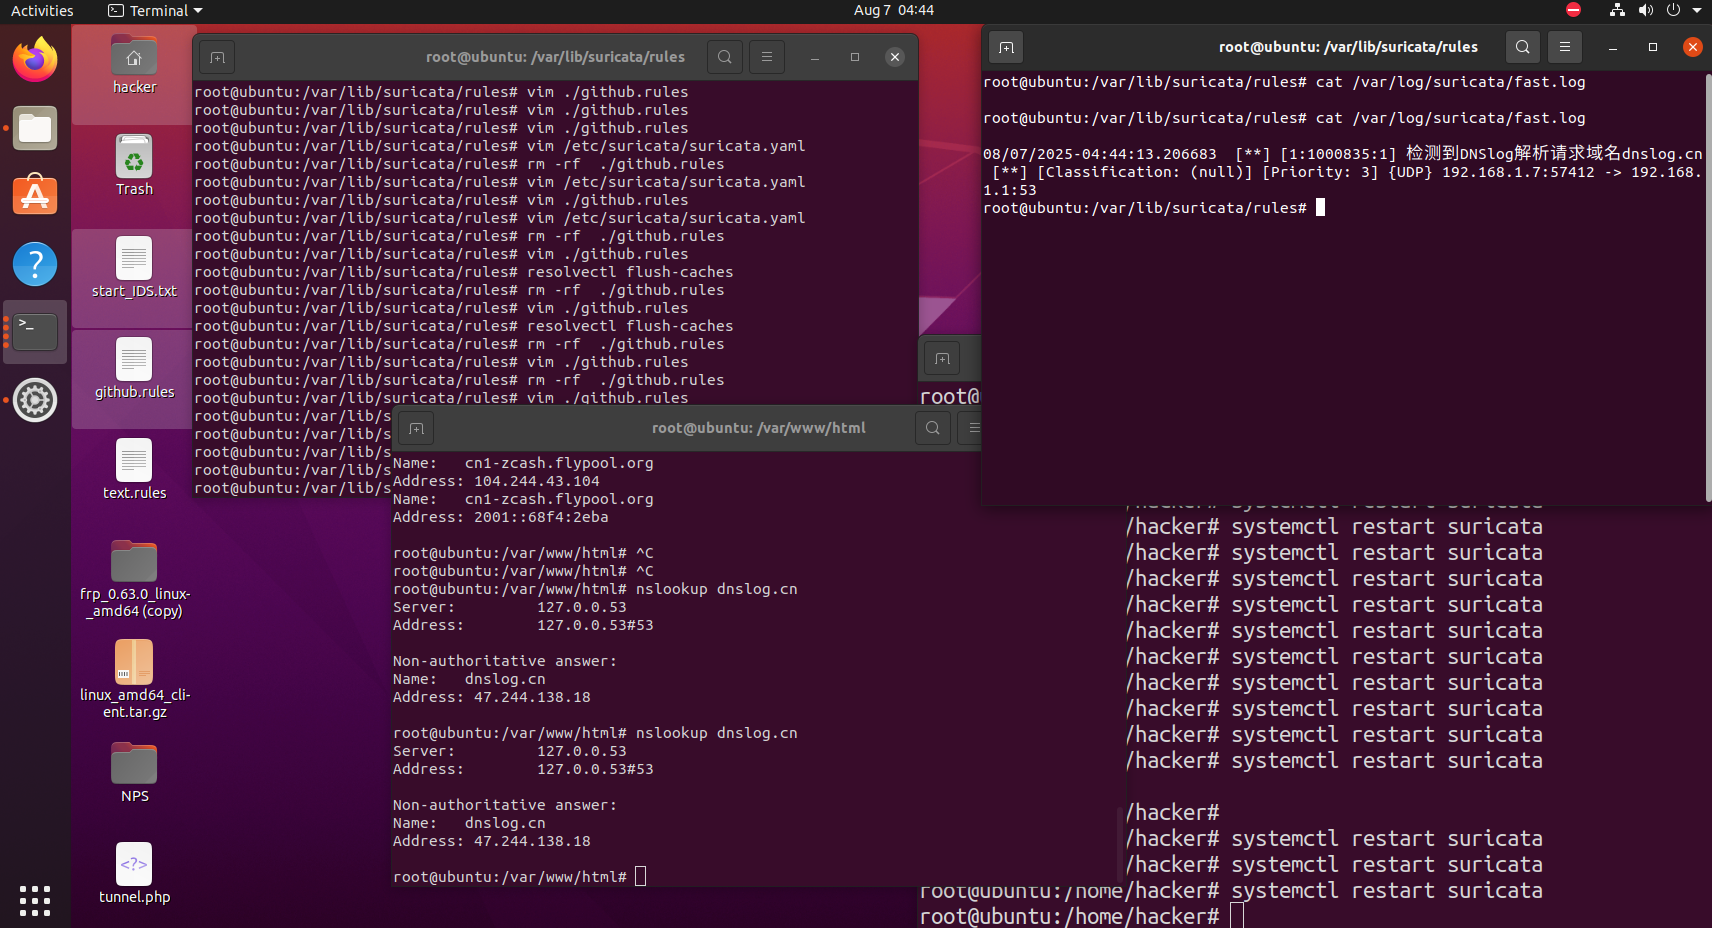 Activities
Terminal
Aug 7 04:44
hacker
Trash
start_IDS.txt
github.rules
text.rules
frp_0.63.0_linux-
_amd64 (copy)
linux_amd64_cli-
ent.tar.gz
NPS
tunnel.php
root@ubuntu: /var/lib/suricata/rules
root@ubuntu:/var/lib/suricata/rules# vim ./github.rules
root@ubuntu:/var/lib/suricata/rules# vim ./github.rules
root@ubuntu:/var/lib/suricata/rules# vim ./github.rules
root@ubuntu:/var/lib/suricata/rules# vim /etc/suricata/suricata.yaml
root@ubuntu:/var/lib/suricata/rules# rm -rf  ./github.rules
root@ubuntu:/var/lib/suricata/rules# vim /etc/suricata/suricata.yaml
root@ubuntu:/var/lib/suricata/rules# vim ./github.rules
root@ubuntu:/var/lib/suricata/rules# vim /etc/suricata/suricata.yaml
root@ubuntu:/var/lib/suricata/rules# rm -rf  ./github.rules
root@ubuntu:/var/lib/suricata/rules# vim ./github.rules
root@ubuntu:/var/lib/suricata/rules# resolvectl flush-caches
root@ubuntu:/var/lib/suricata/rules# rm -rf  ./github.rules
root@ubuntu:/var/lib/suricata/rules# vim ./github.rules
root@ubuntu:/var/lib/suricata/rules# resolvectl flush-caches
root@ubuntu:/var/lib/suricata/rules# rm -rf  ./github.rules
root@ubuntu:/var/lib/suricata/rules# vim ./github.rules
root@ubuntu:/var/lib/suricata/rules# rm -rf  ./github.rules
root@ubuntu:/var/lib/suricata/rules# vim ./github.rules
root@ubuntu:/var/lib/s
root@ubuntu:/var/lib/s
root@ubuntu:/var/lib/s
root@ubuntu:/var/lib/s
root@ubuntu:/var/lib/s
root@ubuntu: /var/www/html
Name:   cn1-zcash.flypool.org
Address: 104.244.43.104
Name:   cn1-zcash.flypool.org
Address: 2001::68f4:2eba
root@ubuntu:/var/www/html# ^C
root@ubuntu:/var/www/html# ^C
root@ubuntu:/var/www/html# nslookup dnslog.cn
Server:         127.0.0.53
Address:        127.0.0.53#53
Non-authoritative answer:
Name:   dnslog.cn
Address: 47.244.138.18
root@ubuntu:/var/www/html# nslookup dnslog.cn
Server:         127.0.0.53
Address:        127.0.0.53#53
Non-authoritative answer:
Name:   dnslog.cn
Address: 47.244.138.18
root@ubuntu:/var/www/html#
root@ubuntu: /var/lib/suricata/rules
root@ubuntu:/var/lib/suricata/rules# cat /var/log/suricata/fast.log
root@ubuntu:/var/lib/suricata/rules# cat /var/log/suricata/fast.log
08/07/2025-04:44:13.206683  [**] [1:1000835:1] 检测到DNSlog解析请求域名dnslog.cn
[**] [Classification: (null)] [Priority: 3] {UDP} 192.168.1.7:57412 -> 192.168.
1.1:53
root@ubuntu:/var/lib/suricata/rules#
root@
/hacker# systemctl restart suricata
/hacker# systemctl restart suricata
/hacker# systemctl restart suricata
/hacker# systemctl restart suricata
/hacker# systemctl restart suricata
/hacker# systemctl restart suricata
/hacker# systemctl restart suricata
/hacker# systemctl restart suricata
/hacker# systemctl restart suricata
/hacker# systemctl restart suricata
/hacker# systemctl restart suricata
/hacker#
/hacker# systemctl restart suricata
/hacker# systemctl restart suricata
root@ubuntu:/home/hacker# systemctl restart suricata
root@ubuntu:/home/hacker#